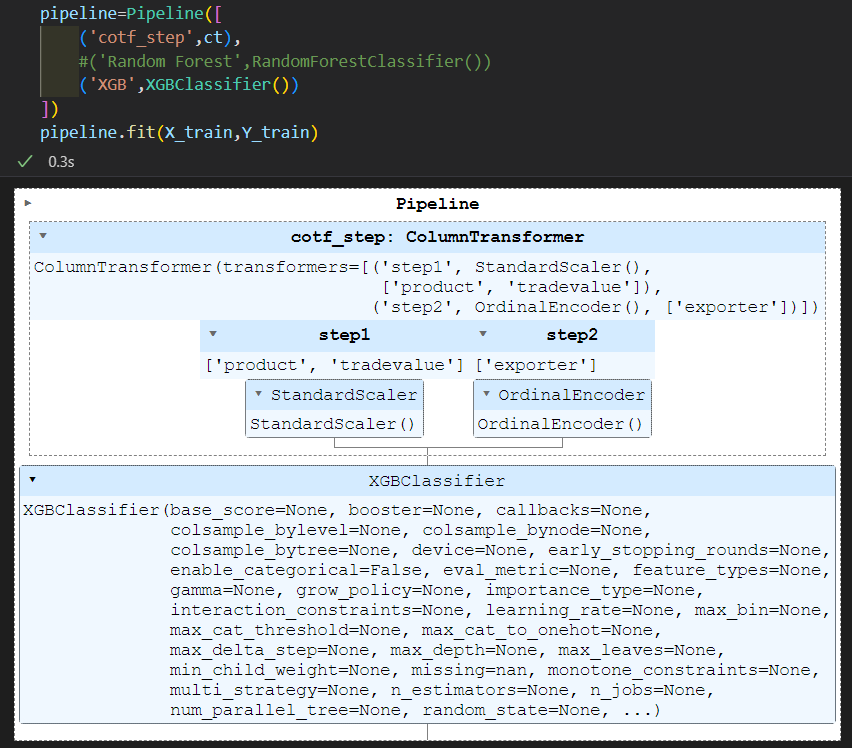 pipeline=Pipeline([
('cotf_step',ct),
#('Random Forest',RandomForestClassifier())
('XGB',XGBClassifier())
])
pipeline.fit(X_train,Y_train)
0.3s
Pipeline
cotf_step: ColumnTransformer
ColumnTransformer(transformers=[('step1', StandardScaler(),
['product', 'tradevalue']),
('step2', OrdinalEncoder(), ['exporter'])])
step1 step2
['product', 'tradevalue'] ['exporter']
StandardScaler OrdinalEncoder
StandardScaler() OrdinalEncoder()
XGBClassifier
XGBClassifier(base_score=None, booster=None, callbacks=None,
colsample_bylevel=None, colsample_bynode=None,
colsample_bytree=None, device=None, early_stopping_rounds=None,
enable_categorical=False, eval_metric=None, feature_types=None,
gamma=None, grow_policy=None, importance_type=None,
interaction_constraints=None, learning_rate=None, max_bin=None,
max_cat_threshold=None, max_cat_to_onehot=None,
max_delta_step=None, max_depth=None, max_leaves=None,
min_child_weight=None, missing=nan, monotone_constraints=None,
multi_strategy=None, n_estimators=None, n_jobs=None,
num_parallel_tree=None, random_state=None, ...)